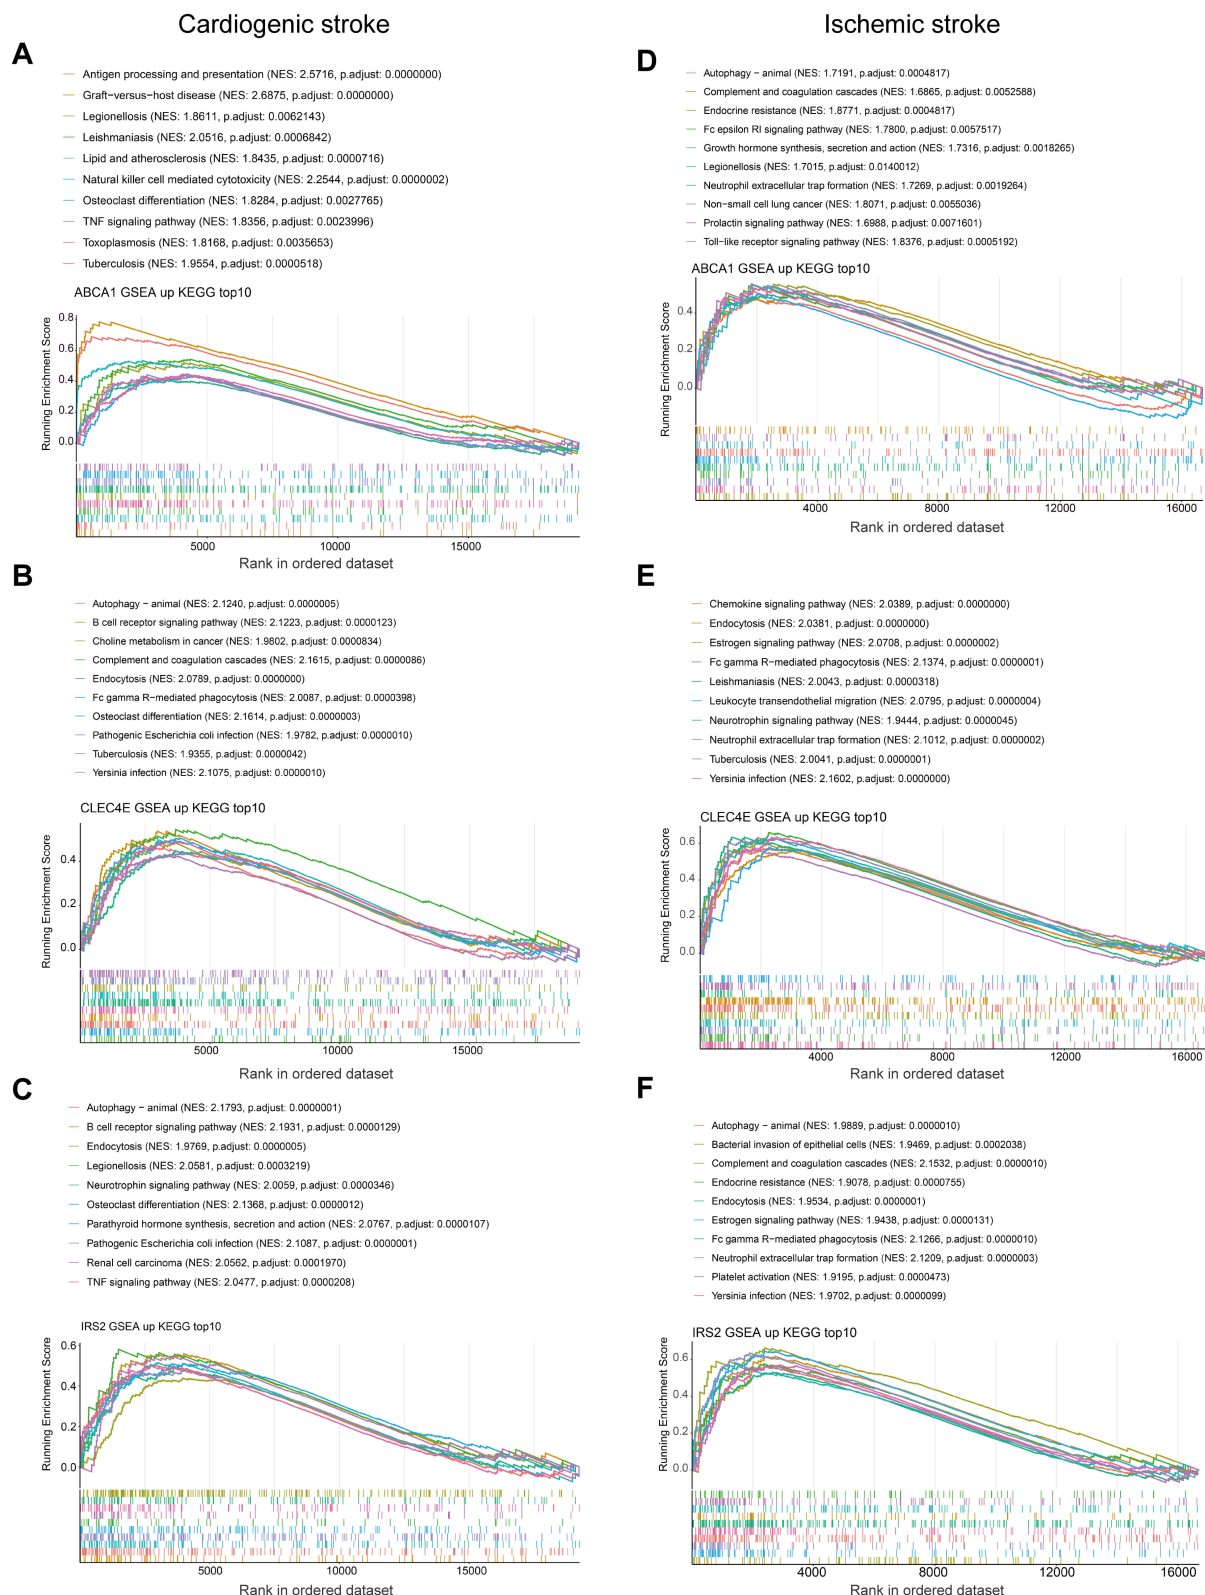 Cardiogenic stroke
Ischemic stroke
A
Antigen processing and presentation (NES: 2.5716, p.adjust: 0.0000000)
Graft−versus−host disease (NES: 2.6875, p.adjust: 0.0000000)
Legionellosis (NES: 1.8611, p.adjust: 0.0062143)
Leishmaniasis (NES: 2.0516, p.adjust: 0.0006842)
Lipid and atherosclerosis (NES: 1.8435, p.adjust: 0.0000716)
Natural killer cell mediated cytotoxicity (NES: 2.2544, p.adjust: 0.0000002)
Osteoclast differentiation (NES: 1.8284, p.adjust: 0.0027765)
TNF signaling pathway (NES: 1.8356, p.adjust: 0.0023996)
Toxoplasmosis (NES: 1.8168, p.adjust: 0.0035653)
Tuberculosis (NES: 1.9554, p.adjust: 0.0000518)
ABCA1 GSEA up KEGG top10
Running Enrichment Score
0.8
0.6
0.4
0.2
0.0
5000
10000
15000
Rank in ordered dataset
B
Autophagy − animal (NES: 2.1240, p.adjust: 0.0000005)
B cell receptor signaling pathway (NES: 2.1223, p.adjust: 0.0000123)
Choline metabolism in cancer (NES: 1.9802, p.adjust: 0.0000834)
Complement and coagulation cascades (NES: 2.1615, p.adjust: 0.0000086)
Endocytosis (NES: 2.0789, p.adjust: 0.0000000)
Fc gamma R−mediated phagocytosis (NES: 2.0087, p.adjust: 0.0000398)
Osteoclast differentiation (NES: 2.1614, p.adjust: 0.0000003)
Pathogenic Escherichia coli infection (NES: 1.9782, p.adjust: 0.0000010)
Tuberculosis (NES: 1.9355, p.adjust: 0.0000042)
Yersinia infection (NES: 2.1075, p.adjust: 0.0000010)
CLEC4E GSEA up KEGG top10
Running Enrichment Score
0.4
0.2
0.0
5000
10000
15000
Rank in ordered dataset
C
Autophagy − animal (NES: 2.1793, p.adjust: 0.0000001)
B cell receptor signaling pathway (NES: 2.1931, p.adjust: 0.0000129)
Endocytosis (NES: 1.9769, p.adjust: 0.0000005)
Legionellosis (NES: 2.0581, p.adjust: 0.0003219)
Neurotrophin signaling pathway (NES: 2.0059, p.adjust: 0.0000346)
Osteoclast differentiation (NES: 2.1368, p.adjust: 0.0000012)
Parathyroid hormone synthesis, secretion and action (NES: 2.0767, p.adjust: 0.0000107)
Pathogenic Escherichia coli infection (NES: 2.1087, p.adjust: 0.0000001)
Renal cell carcinoma (NES: 2.0562, p.adjust: 0.0001970)
TNF signaling pathway (NES: 2.0477, p.adjust: 0.0000208)
IRS2 GSEA up KEGG top10
Running Enrichment Score
0.6
0.4
0.2
0.0
5000
10000
15000
Rank in ordered dataset
D
Autophagy − animal (NES: 1.7191, p.adjust: 0.0004817)
Complement and coagulation cascades (NES: 1.6865, p.adjust: 0.0052588)
Endocrine resistance (NES: 1.8771, p.adjust: 0.0004817)
Fc epsilon RI signaling pathway (NES: 1.7800, p.adjust: 0.0057517)
Growth hormone synthesis, secretion and action (NES: 1.7316, p.adjust: 0.0018265)
Legionellosis (NES: 1.7015, p.adjust: 0.0140012)
Neutrophil extracellular trap formation (NES: 1.7269, p.adjust: 0.0019264)
Non−small cell lung cancer (NES: 1.8071, p.adjust: 0.0055036)
Prolactin signaling pathway (NES: 1.6988, p.adjust: 0.0071601)
Toll−like receptor signaling pathway (NES: 1.8376, p.adjust: 0.0005192)
ABCA1 GSEA up KEGG top10
Running Enrichment Score
0.4
0.2
0.0
4000
8000
12000
16000
Rank in ordered dataset
E
Chemokine signaling pathway (NES: 2.0389, p.adjust: 0.0000000)
Endocytosis (NES: 2.0381, p.adjust: 0.0000000)
Estrogen signaling pathway (NES: 2.0708, p.adjust: 0.0000002)
Fc gamma R−mediated phagocytosis (NES: 2.1374, p.adjust: 0.0000001)
Leishmaniasis (NES: 2.0043, p.adjust: 0.0000318)
Leukocyte transendothelial migration (NES: 2.0795, p.adjust: 0.0000004)
Neurotrophin signaling pathway (NES: 1.9444, p.adjust: 0.0000045)
Neutrophil extracellular trap formation (NES: 2.1012, p.adjust: 0.0000002)
Tuberculosis (NES: 2.0041, p.adjust: 0.0000001)
Yersinia infection (NES: 2.1602, p.adjust: 0.0000000)
CLEC4E GSEA up KEGG top10
Running Enrichment Score
0.6
0.4
0.2
0.0
4000
8000
12000
16000
Rank in ordered dataset
F
Autophagy − animal (NES: 1.9889, p.adjust: 0.0000010)
Bacterial invasion of epithelial cells (NES: 1.9469, p.adjust: 0.0002038)
Complement and coagulation cascades (NES: 2.1532, p.adjust: 0.0000010)
Endocrine resistance (NES: 1.9078, p.adjust: 0.0000755)
Endocytosis (NES: 1.9534, p.adjust: 0.0000001)
Estrogen signaling pathway (NES: 1.9438, p.adjust: 0.0000131)
Fc gamma R−mediated phagocytosis (NES: 2.1266, p.adjust: 0.0000010)
Neutrophil extracellular trap formation (NES: 2.1209, p.adjust: 0.0000003)
Platelet activation (NES: 1.9195, p.adjust: 0.0000473)
Yersinia infection (NES: 1.9702, p.adjust: 0.0000099)
IRS2 GSEA up KEGG top10
Running Enrichment Score
0.6
0.4
0.2
0.0
4000
8000
12000
16000
Rank in ordered dataset